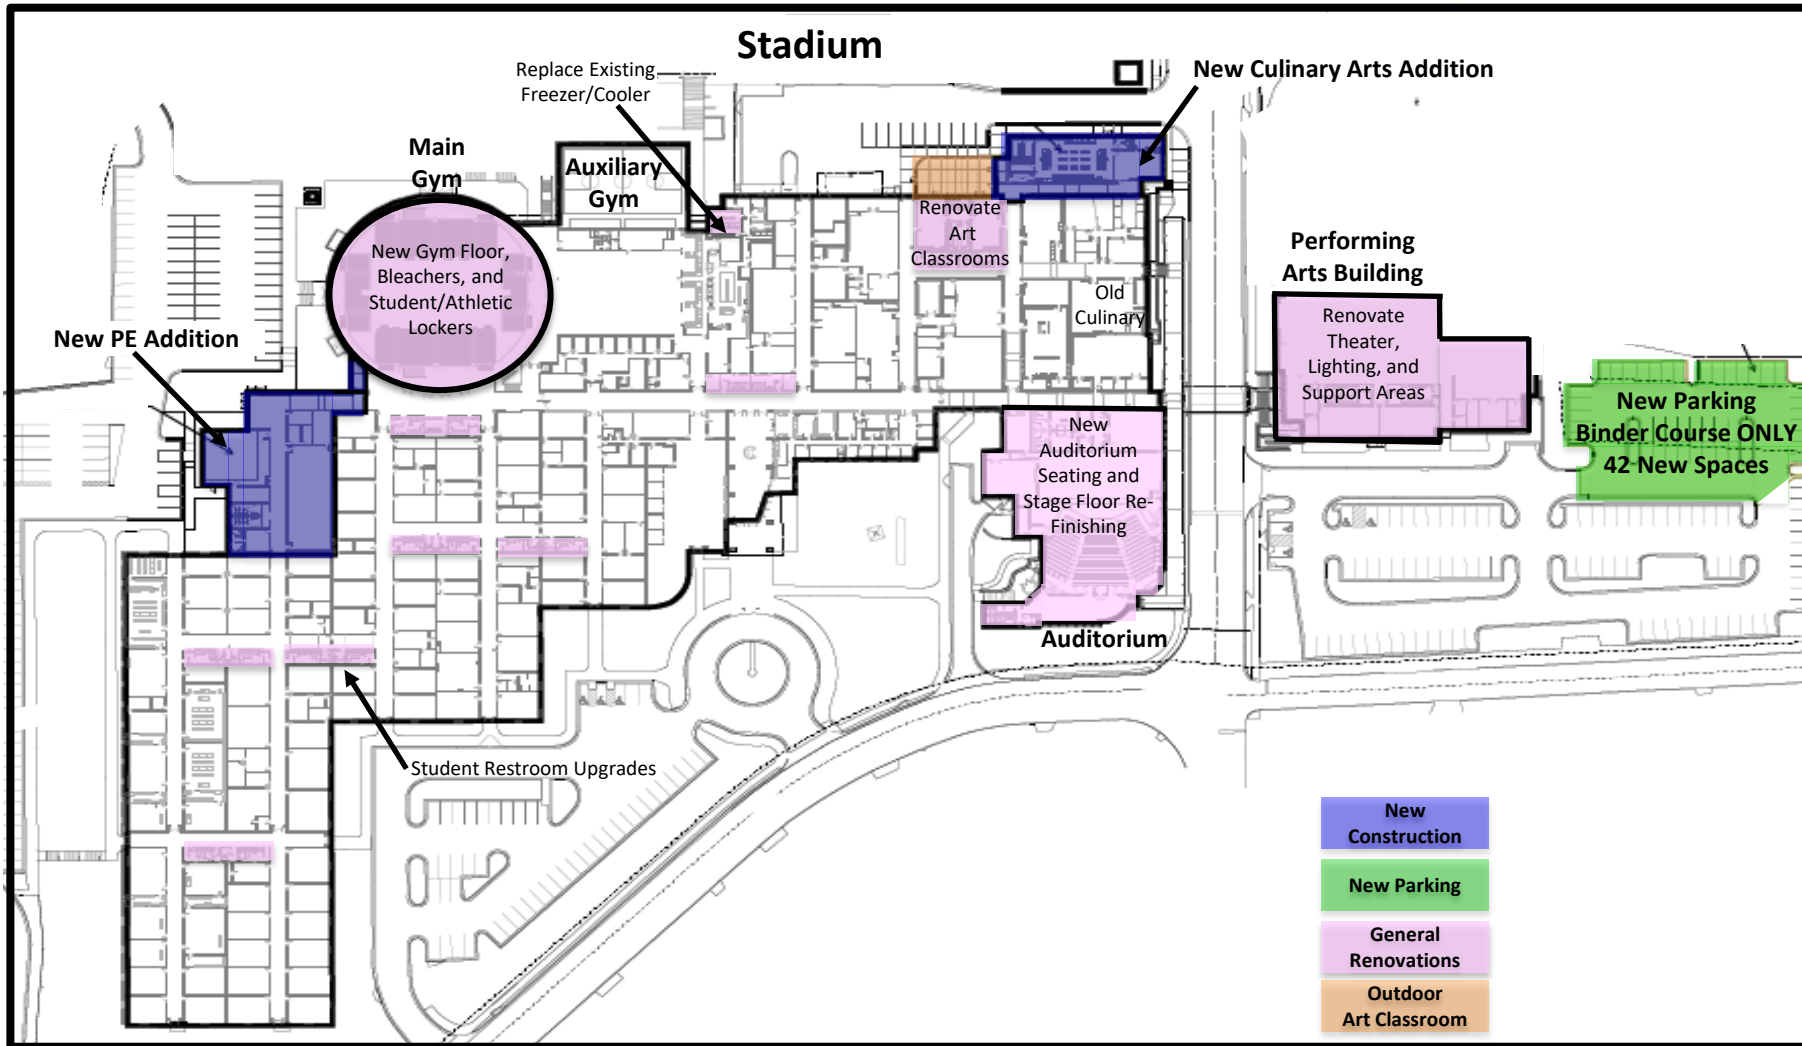 Stadium
Replace Existing
Freezer/Cooler
New Culinary Arts Addition
Main
Gym
Auxiliary
Gym
New Gym Floor,
Bleachers, and
Student/Athletic
Lockers
Renovate
Art
Classrooms
Old
Culinary
Performing
Arts Building
Renovate
Theater,
Lighting, and
Support Areas
New PE Addition
New Parking
Binder Course ONLY
42 New Spaces
New
Auditorium
Seating and
Stage Floor Re-
Finishing
Auditorium
Student Restroom Upgrades
New
Construction
New Parking
General
Renovations
Outdoor
Art Classroom